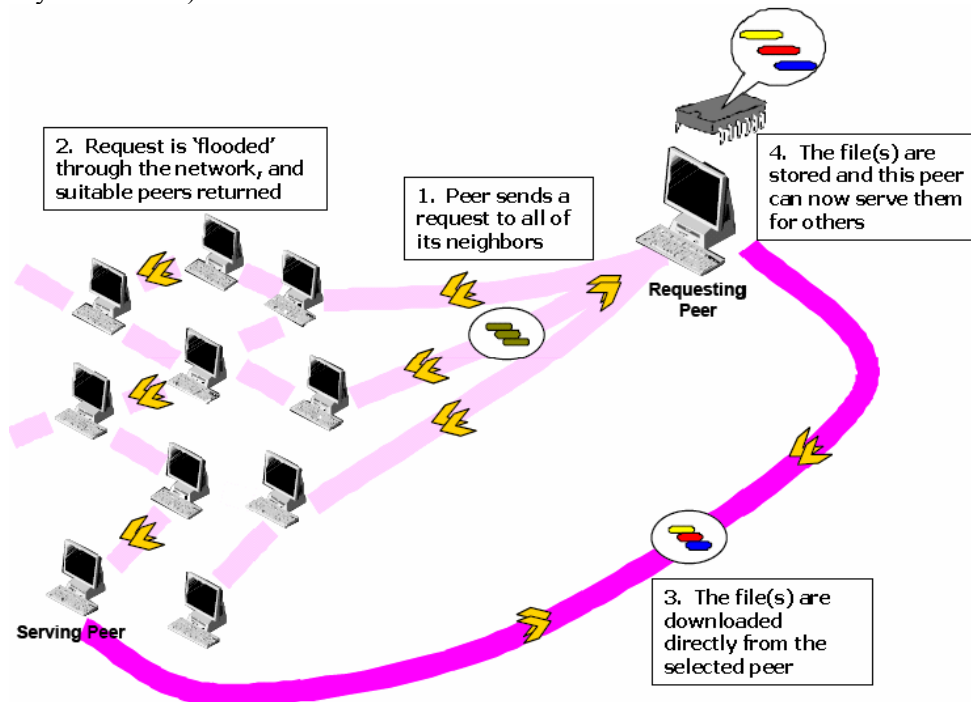 2. Request is ‘flooded’
through the network, and
suitable peers returned
1. Peer sends a
request to all of
its neighbors
4. The file(s) are
stored and this peer
can now serve them
for others
Requesting
Peer
Serving Peer
3. The file(s) are
downloaded
directly from the
selected peer